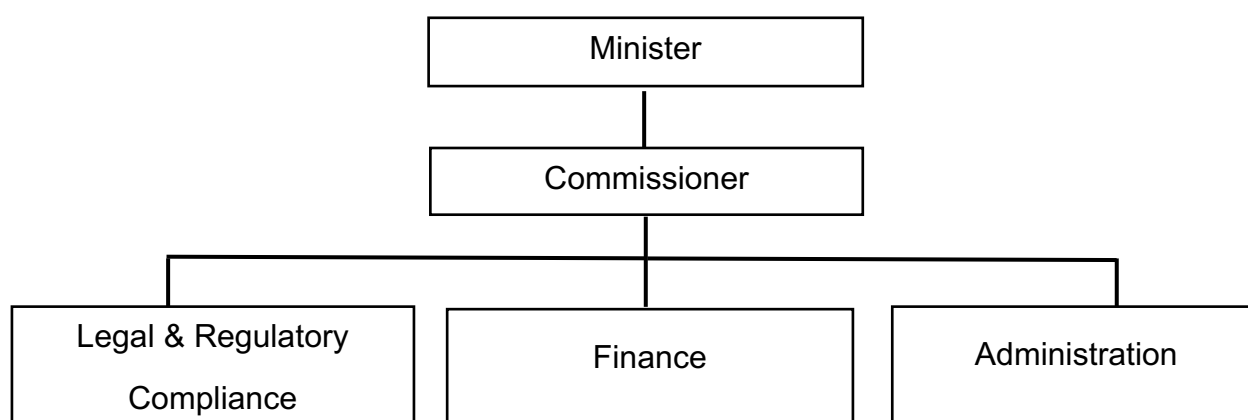 Minister
Commissioner
Legal & Regulatory
Compliance
Finance
Administration